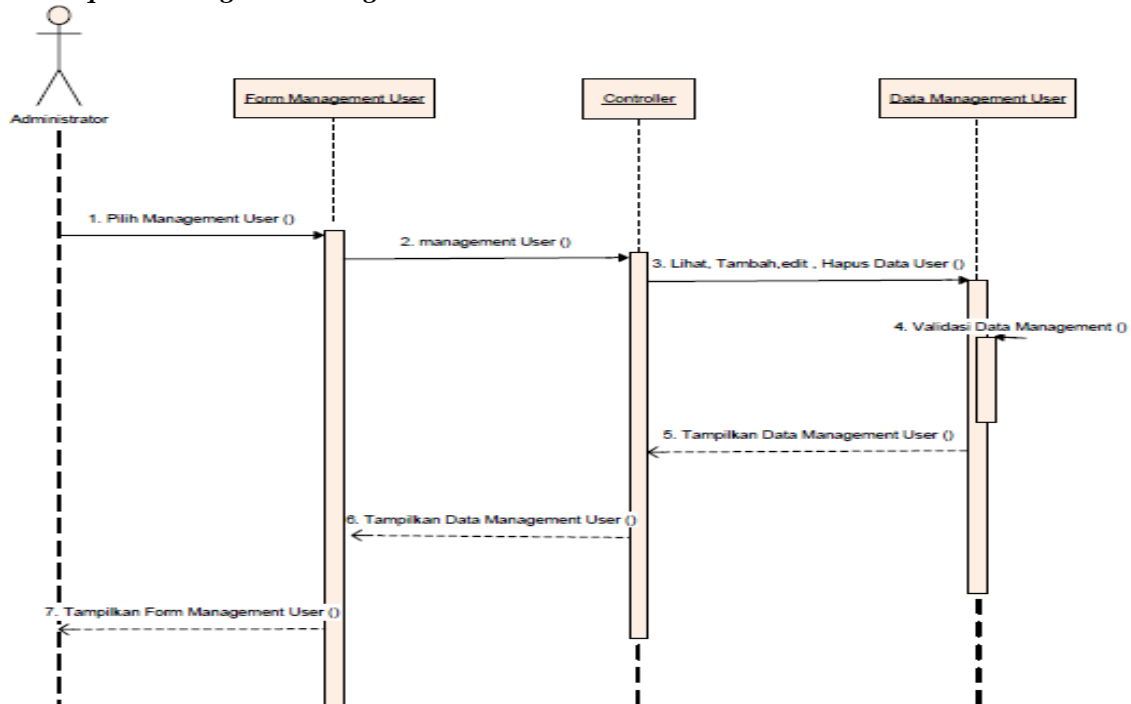 Administrator
Form Management User
Controller
Data Management User
1. Pilih Management User ()
2. management User ()
3. Lihat, Tambah,edit , Hapus Data User ()
4. Validasi Data Management ()
5. Tampilkan Data Management User ()
6. Tampilkan Data Management User ()
7. Tampilkan Form Management User ()